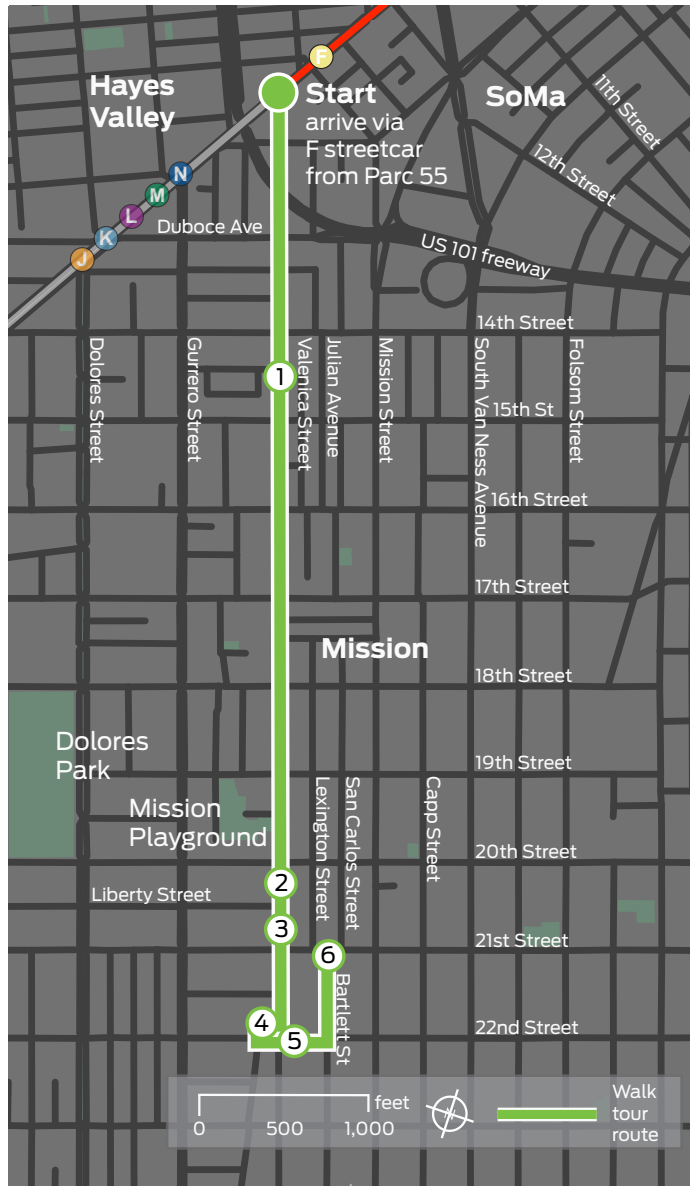 F
Hayes
Valley
Start
arrive via
F streetcar
from Parc 55
SoMa
11th Street
12th Street
N
M
L
K
J
Duboce Ave
US 101 freeway
14th Street
Dolores Street
Gurrero Street
1
Valenica Street
Julian Avenue
Mission Street
South Van Ness Avenue
Folsom Street
15th St
16th Street
17th Street
Mission
18th Street
Dolores
Park
19th Street
Mission
Playground
Lexington Street
San Carlos Street
Capp Street
20th Street
2
Liberty Street
3
21st Street
6
Bartlett St
4
5
22nd Street
feet
0 500 1,000
N
Walk
tour
route